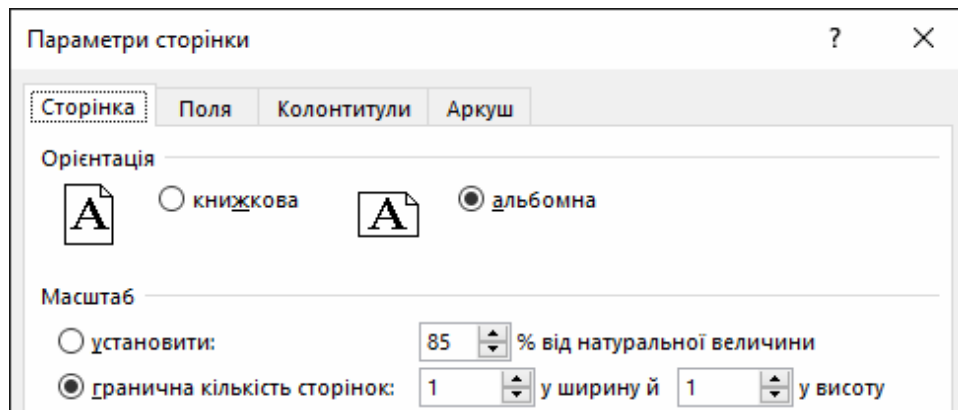 Параметри сторінки ?
Сторінка Поля Колонтитули Аркуш
Орієнтація
A книжкова A альбомна
Масштаб
установити: 85 % від натуральної величини
гранична кількість сторінок: 1 у ширину й 1 у висоту